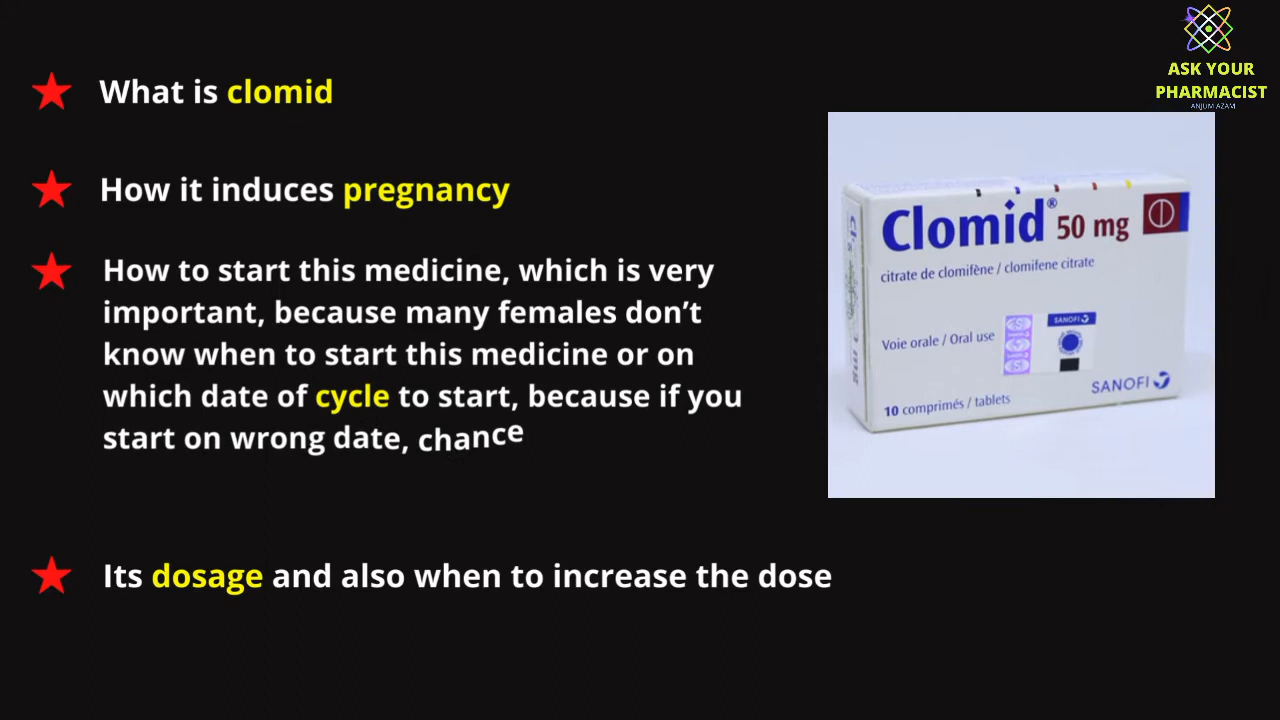 ASK YOUR
PHARMACIST
ANJUM AZAM
What is clomid
How it induces pregnancy
How to start this medicine, which is very
important, because many females don’t
know when to start this medicine or on
which date of cycle to start, because if you
start on wrong date, chance
Its dosage and also when to increase the dose
Clomid® 50 mg
citrate de clomifène / clomifene citrate
Voie orale / Oral use
SANOFI
SANOFI
10 comprimés / tablets